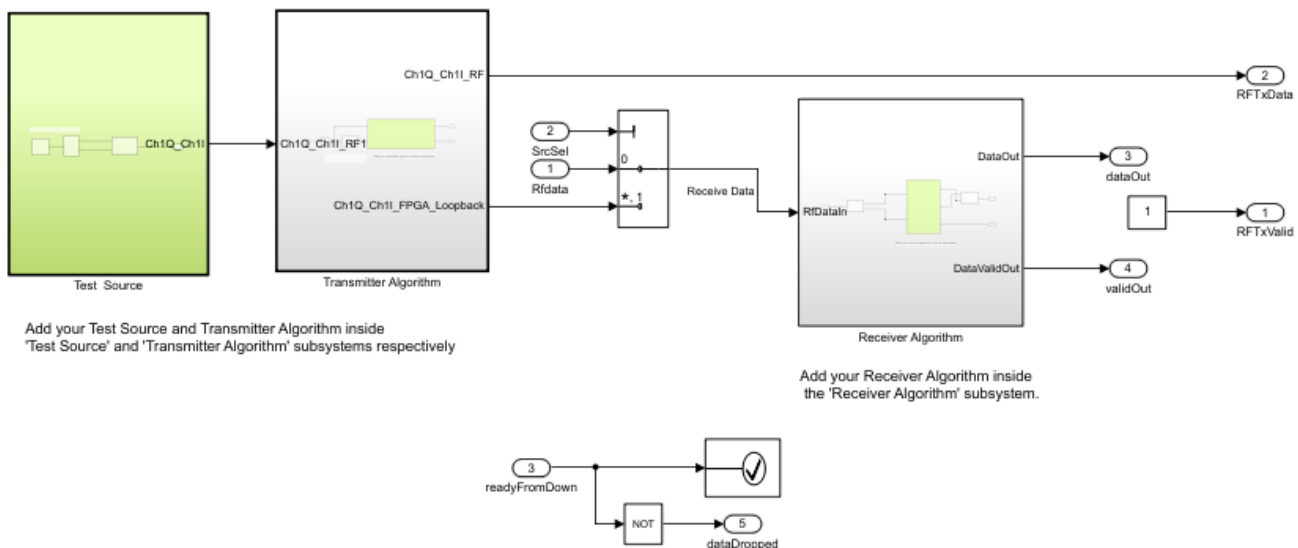 Ch1Q_Ch1I
Test Source
Ch1Q_Ch1I_RF1
Ch1Q_Ch1I_RF
Ch1Q_Ch1I_FPGA_Loopback
Transmitter Algorithm
2
SrcSel
1
Rfdata
0
*, 1
Receive Data
RfDataIn
DataOut
DataValidOut
Receiver Algorithm
2
RFTxData
3
dataOut
1
1
RFTxValid
4
validOut
Add your Test Source and Transmitter Algorithm inside
'Test Source' and 'Transmitter Algorithm' subsystems respectively
Add your Receiver Algorithm inside
the 'Receiver Algorithm' subsystem.
3
readyFromDown
NOT
5
dataDropped